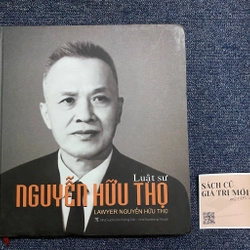 Luật sư
NGUYỄN HỮU THỌ
LAWYER NGUYỄN HỮU THỌ
SÁCH CŨ
GIÁ TRỊ MỚI